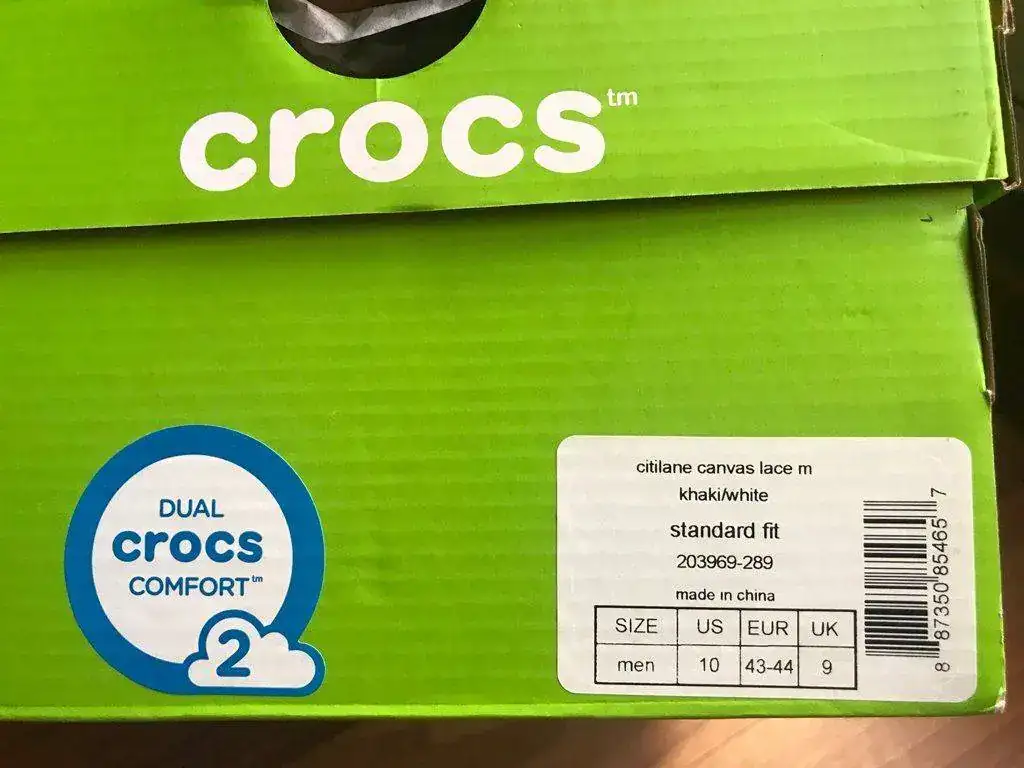 crocs™
DUAL
crocs
COMFORT™
2
citilane canvas lace m
khaki/white
standard fit
203969-289
made in china
SIZE US EUR UK
men 10 43-44 9
8 87350 85465 7